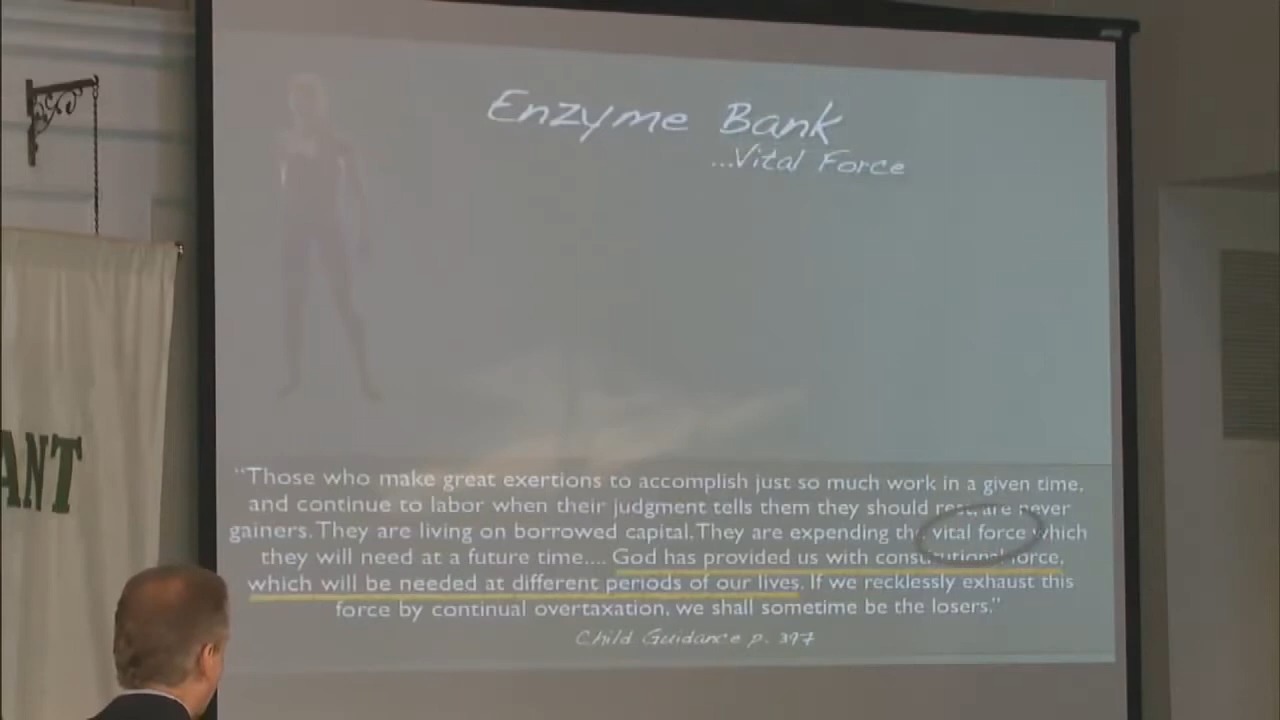 Enzyme Bank
...Vital Force
ANT
“Those who make great exertions to accomplish just so much work in a given time,
and continue to labor when their judgment tells them they should rest, are never
gainers. They are living on borrowed capital. They are expending the vital force which
they will need at a future time.... God has provided us with constitutional force,
which will be needed at different periods of our lives. If we recklessly exhaust this
force by continual overtaxation, we shall sometime be the losers.”
Child Guidance p. 397